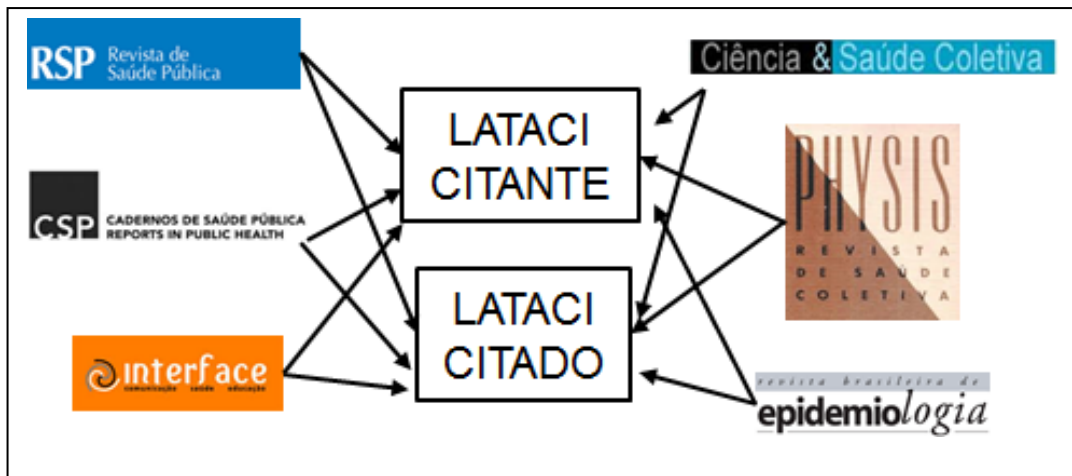 RSP Revista de
Saúde Pública
CSP CADERNOS DE SAÚDE PÚBLICA
REPORTS IN PUBLIC HEALTH
interface
comunicação saúde educação
LATACI
CITANTE
LATACI
CITADO
Ciência & Saúde Coletiva
PHYSIS
REVISTA
DE SAÚDE
COLETIVA
revista brasileira de
epidemiologia